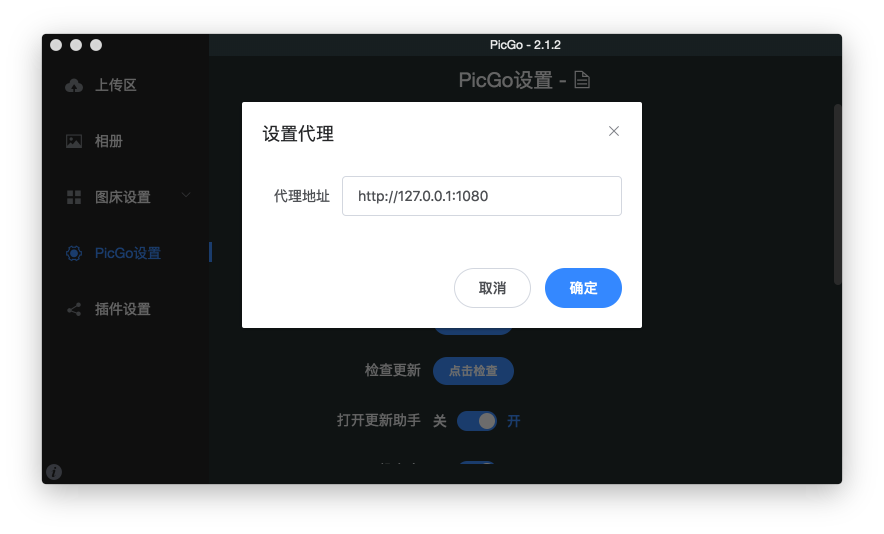 PicGo - 2.1.2
上传区
相册
图床设置
PicGo设置
插件设置
PicGo设置 -
设置代理
代理地址
http://127.0.0.1:1080
取消
确定
检查更新
点击检查
打开更新助手
关
开